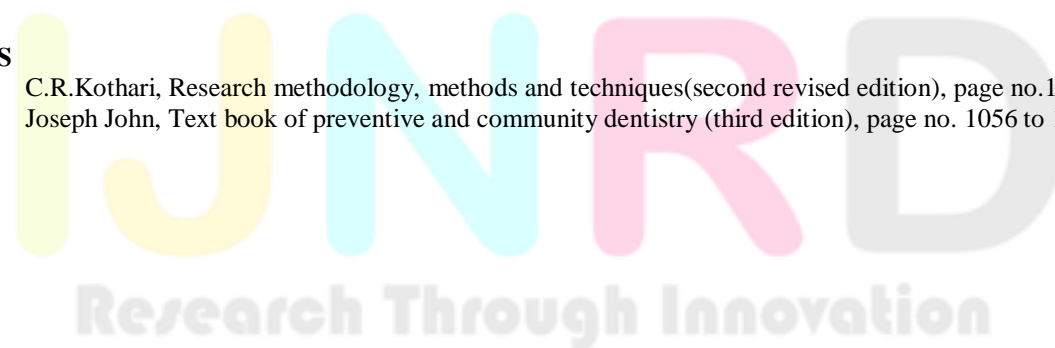 IJNRD
S
C.R.Kothari, Research methodology, methods and techniques(second revised edition), page no.1
Joseph John, Text book of preventive and community dentistry (third edition), page no. 1056 to
Research Through Innovation